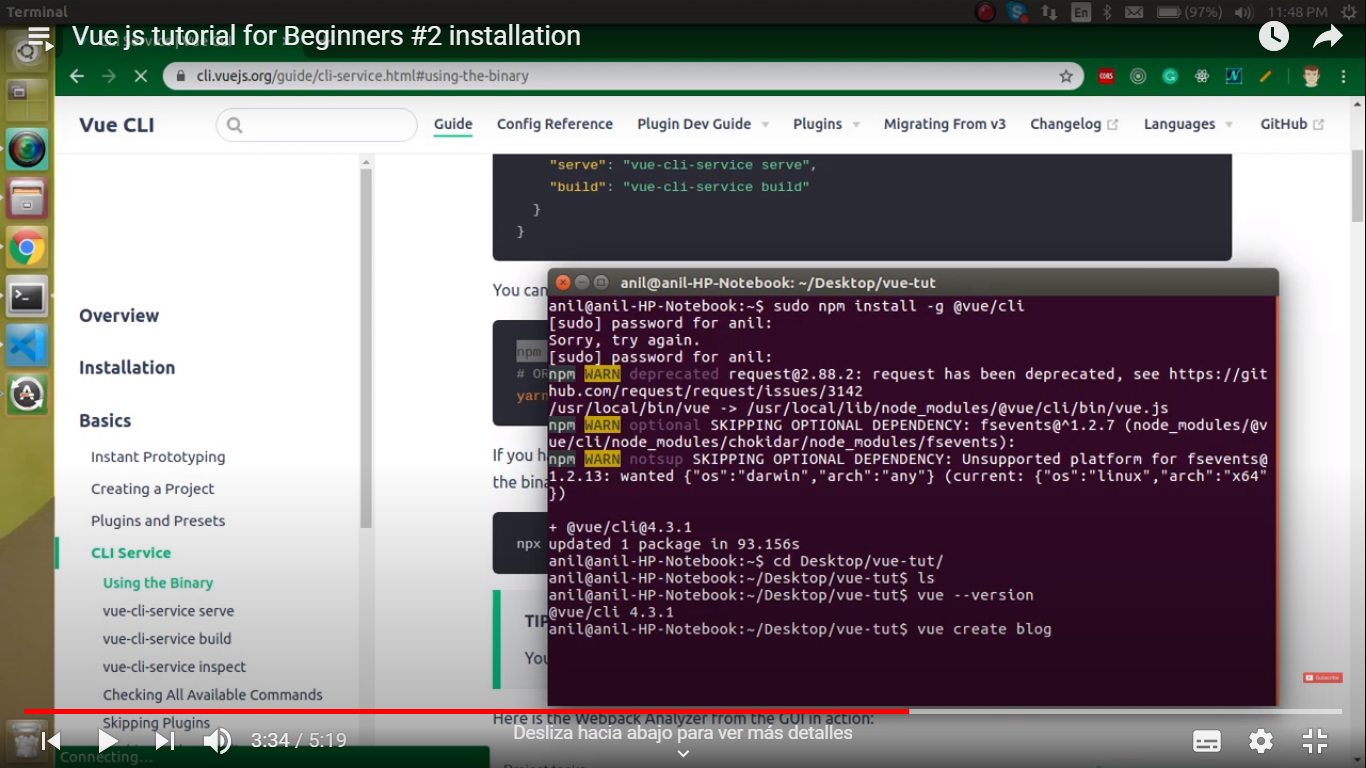 Terminal
En
(97%)
11:48 PM
Vue js tutorial for Beginners #2 installation
cli.vuejs.org/guide/cli-service.html#using-the-binary
CORS
Vue CLI
Guide
Config Reference
Plugin Dev Guide
Plugins
Migrating From v3
Changelog
Languages
GitHub
"serve": "vue-cli-service serve",
"build": "vue-cli-service build"
}
}
You can
npm
# OR
yarn
If you h
the bina
npx
TIP
You
Here is the Webpack Analyzer from the GUI in action:
Overview
Installation
Basics
Instant Prototyping
Creating a Project
Plugins and Presets
CLI Service
Using the Binary
vue-cli-service serve
vue-cli-service build
vue-cli-service inspect
Checking All Available Commands
Skipping Plugins
anil@anil-HP-Notebook: ~/Desktop/vue-tut
anil@anil-HP-Notebook:~$ sudo npm install -g @vue/cli
[sudo] password for anil:
Sorry, try again.
[sudo] password for anil:
npm WARN deprecated request@2.88.2: request has been deprecated, see https://git
hub.com/request/request/issues/3142
/usr/local/bin/vue -> /usr/local/lib/node_modules/@vue/cli/bin/vue.js
npm WARN optional SKIPPING OPTIONAL DEPENDENCY: fsevents@^1.2.7 (node_modules/@v
ue/cli/node_modules/chokidar/node_modules/fsevents):
npm WARN notsup SKIPPING OPTIONAL DEPENDENCY: Unsupported platform for fsevents@
1.2.13: wanted {"os":"darwin","arch":"any"} (current: {"os":"linux","arch":"x64"
})
+ @vue/cli@4.3.1
updated 1 package in 93.156s
anil@anil-HP-Notebook:~$ cd Desktop/vue-tut/
anil@anil-HP-Notebook:~/Desktop/vue-tut$ ls
anil@anil-HP-Notebook:~/Desktop/vue-tut$ vue --version
@vue/cli 4.3.1
anil@anil-HP-Notebook:~/Desktop/vue-tut$ vue create blog
Subscribe
3:34 / 5:19
Desliza hacia abajo para ver más detalles
Connecting...